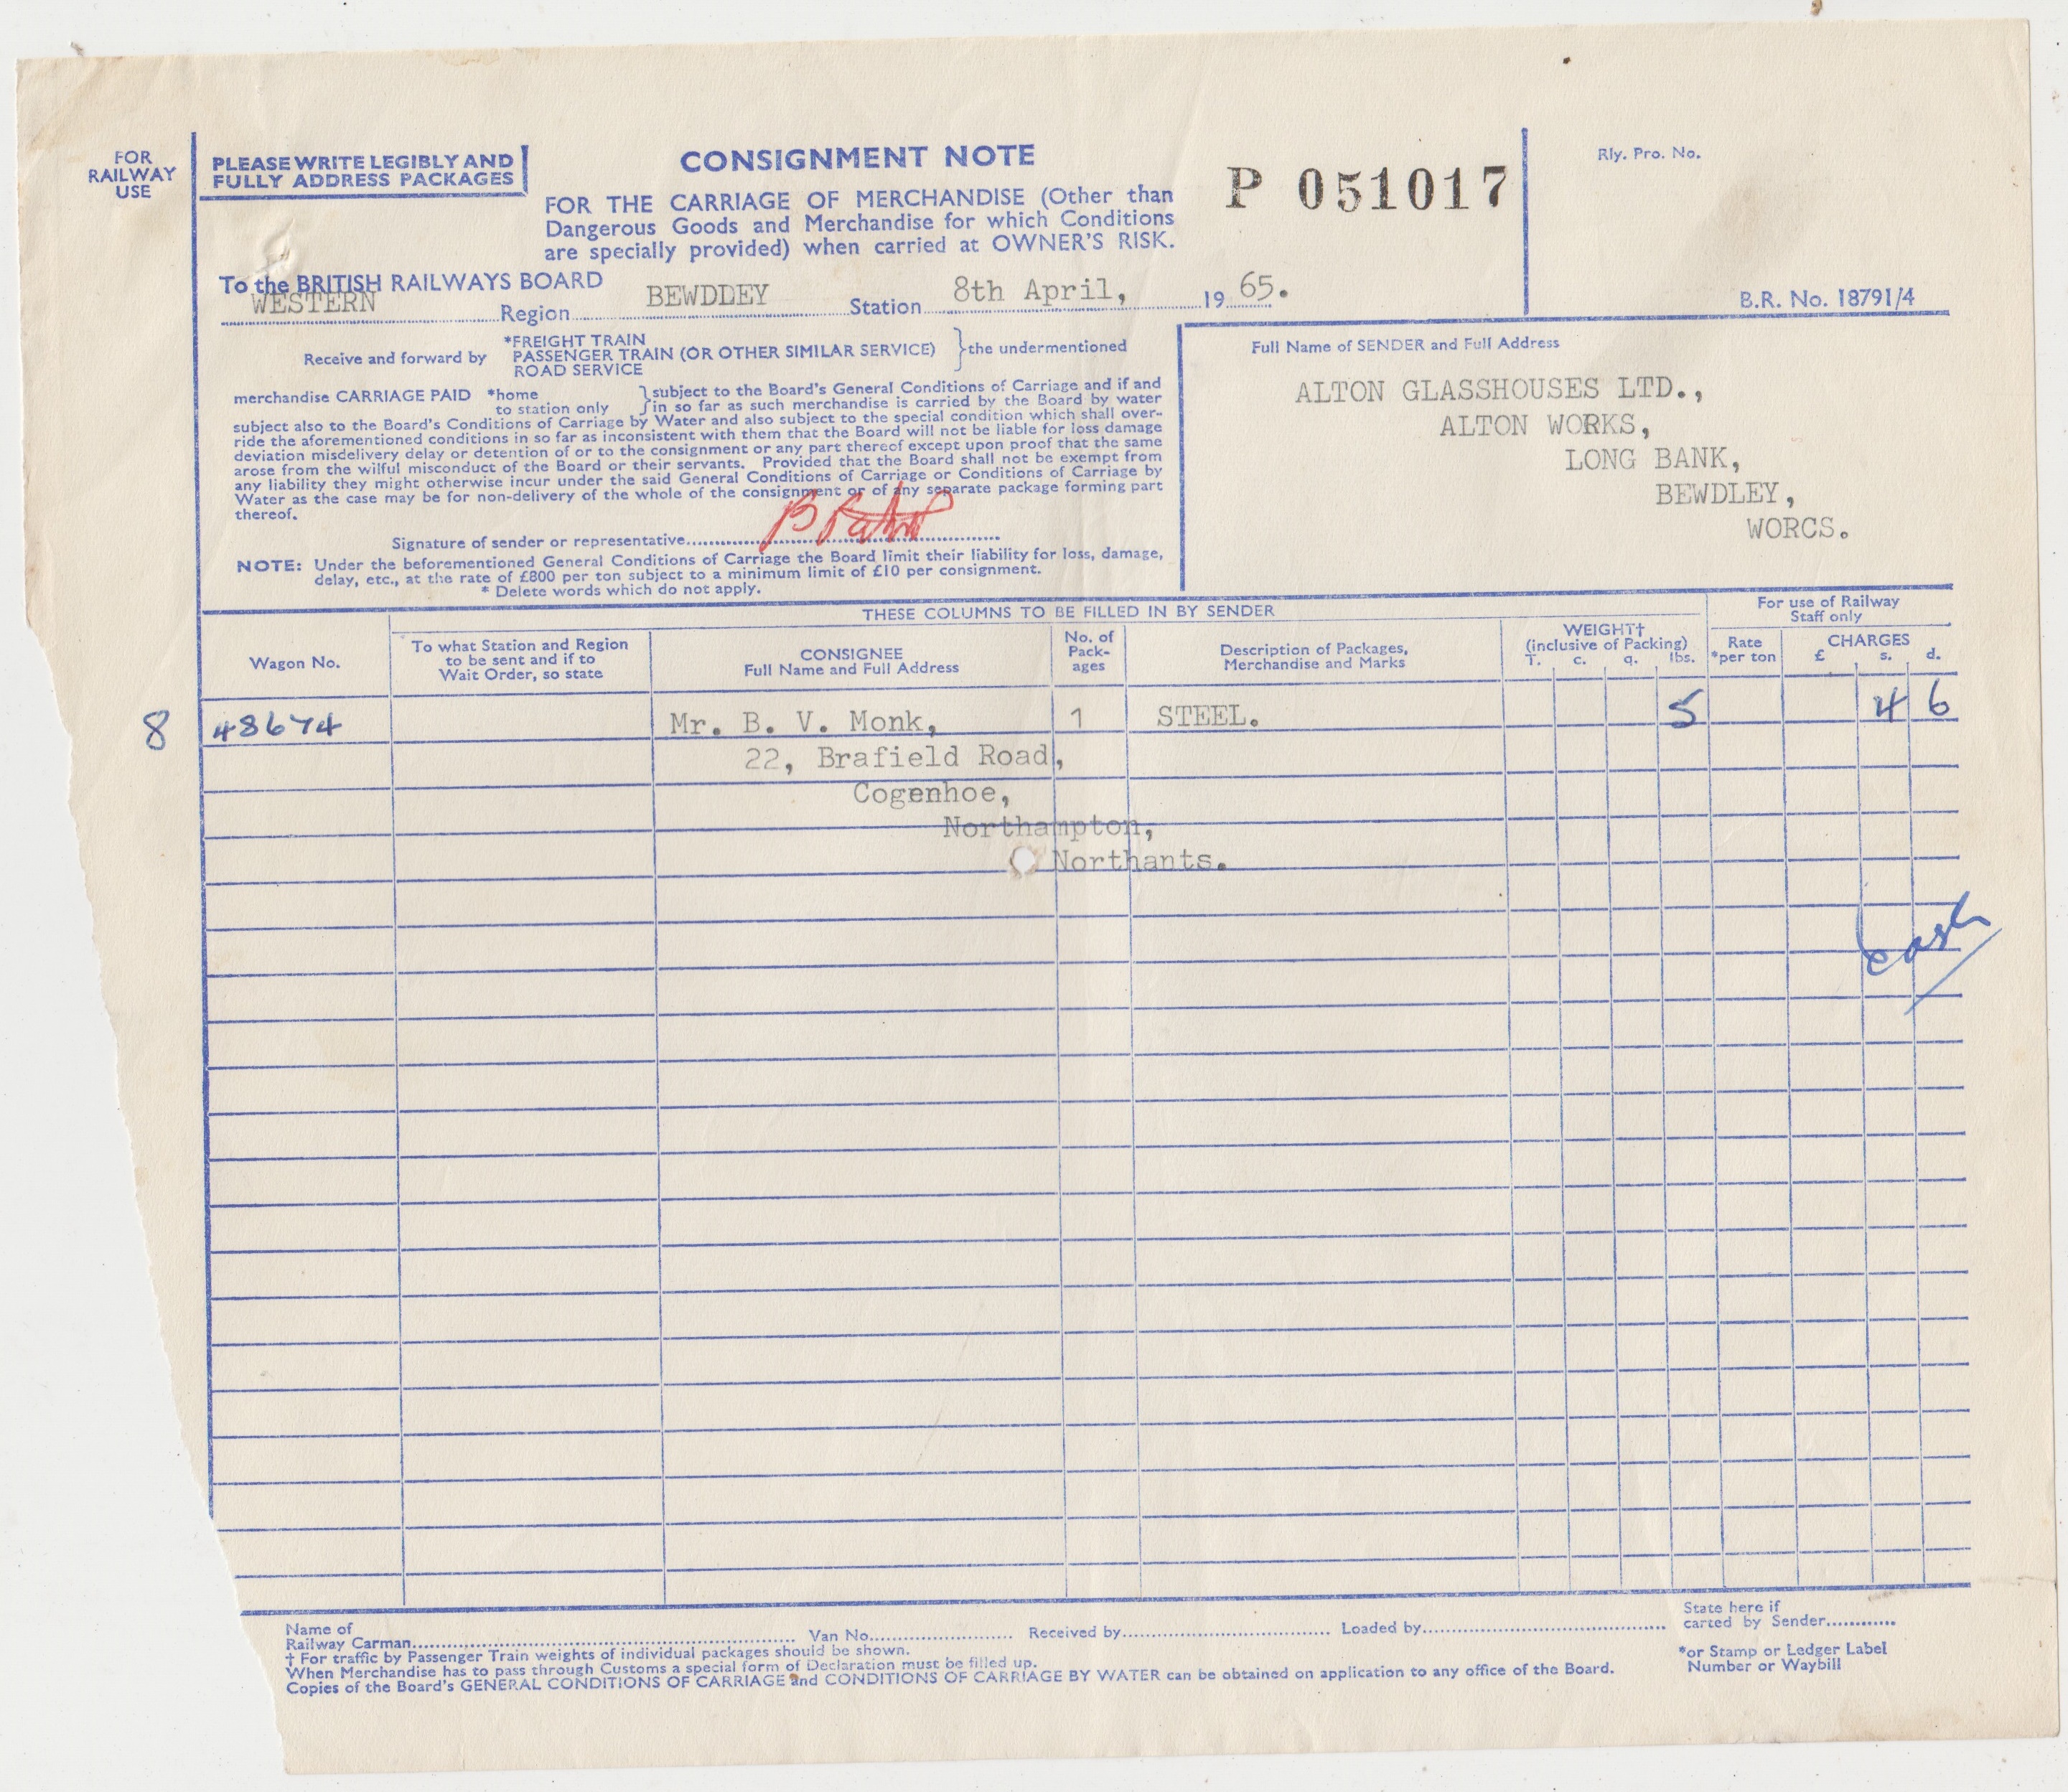 FOR
RAILWAY
USE
PLEASE WRITE LEGIBLY AND
FULLY ADDRESS PACKAGES
CONSIGNMENT NOTE
FOR THE CARRIAGE OF MERCHANDISE (Other than
Dangerous Goods and Merchandise for which Conditions
are specially provided) when carried at OWNER'S RISK.
P 051017
Rly. Pro. No.
B.R. No. 18791/4
To the BRITISH RAILWAYS BOARD
WESTERN Region BEWDLEY Station 8th April, 19 65.
Receive and forward by *FREIGHT TRAIN
PASSENGER TRAIN (OR OTHER SIMILAR SERVICE) } the undermentioned
ROAD SERVICE
merchandise CARRIAGE PAID *home } subject to the Board's General Conditions of Carriage and if and
to station only } in so far as such merchandise is carried by the Board by water
subject also to the Board's Conditions of Carriage by Water and also subject to the special condition which shall over-
ride the aforementioned conditions in so far as inconsistent with them that the Board will not be liable for loss damage
deviation misdelivery delay or detention of or to the consignment or any part thereof except upon proof that the same
arose from the wilful misconduct of the Board or their servants. Provided that the Board shall not be exempt from
any liability they might otherwise incur under the said General Conditions of Carriage or Conditions of Carriage by
Water as the case may be for non-delivery of the whole of the consignment or of any separate package forming part
thereof.
Signature of sender or representative
NOTE: Under the beforementioned General Conditions of Carriage the Board limit their liability for loss, damage,
delay, etc., at the rate of £800 per ton subject to a minimum limit of £10 per consignment.
* Delete words which do not apply.
Full Name of SENDER and Full Address
ALTON GLASSHOUSES LTD.,
ALTON WORKS,
LONG BANK,
BEWDLEY,
WORCS.
THESE COLUMNS TO BE FILLED IN BY SENDER
For use of Railway
Staff only
Wagon No.
To what Station and Region
to be sent and if to
Wait Order, so state
CONSIGNEE
Full Name and Full Address
No. of
Pack-
ages
Description of Packages,
Merchandise and Marks
WEIGHT†
(inclusive of Packing)
T. c. q. lbs.
Rate
*per ton
CHARGES
£ s. d.
8 48674 Mr. B. V. Monk, 1 STEEL. 5 4 6
22, Brafield Road,
Cogenhoe,
Northampton,
Northants.
Cash
Name of
Railway Carman Van No. Received by Loaded by
State here if
carted by Sender
† For traffic by Passenger Train weights of individual packages should be shown.
When Merchandise has to pass through Customs a special form of Declaration must be filled up.
Copies of the Board's GENERAL CONDITIONS OF CARRIAGE and CONDITIONS OF CARRIAGE BY WATER can be obtained on application to any office of the Board.
*or Stamp or Ledger Label
Number or Waybill